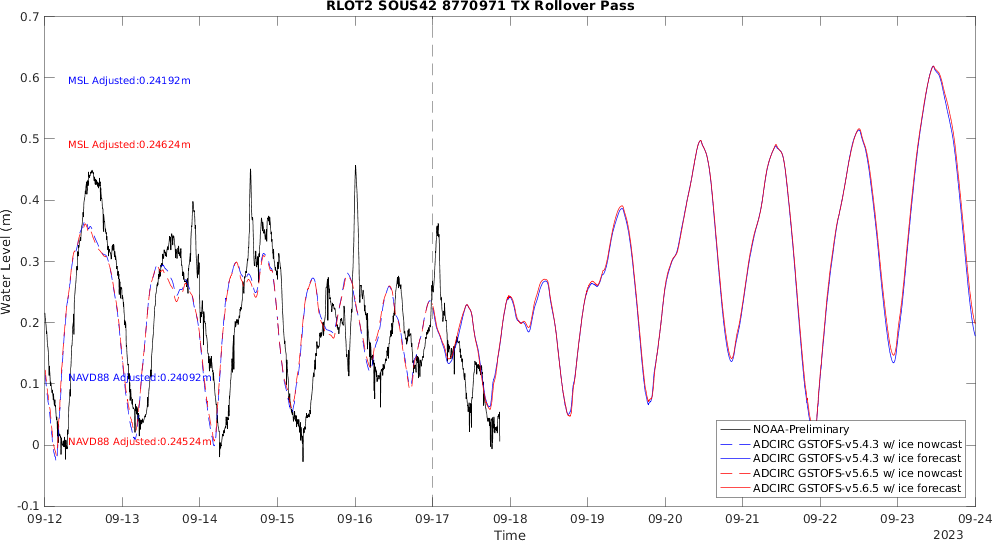 RLOT2 SOUS42 8770971 TX Rollover Pass
0.7
0.6
0.5
0.4
0.3
0.2
0.1
0
-0.1
Water Level (m)
MSL Adjusted:0.24192m
MSL Adjusted:0.24624m
NAVD88 Adjusted:0.24092m
NAVD88 Adjusted:0.24524m
NOAA-Preliminary
ADCIRC GSTOFS-v5.4.3 w/ ice nowcast
ADCIRC GSTOFS-v5.4.3 w/ ice forecast
ADCIRC GSTOFS-v5.6.5 w/ ice nowcast
ADCIRC GSTOFS-v5.6.5 w/ ice forecast
09-12 09-13 09-14 09-15 09-16 09-17 09-18 09-19 09-20 09-21 09-22 09-23 09-24
Time
2023